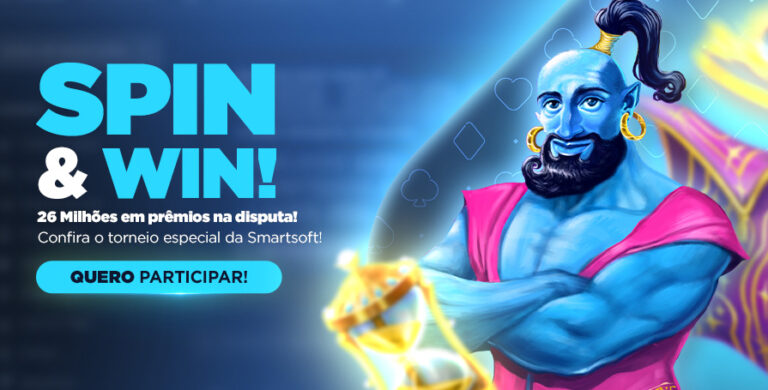 SPIN
& WIN!
26 Milhões em prêmios na disputa!
Confira o torneio especial da Smartsoft!
QUERO PARTICIPAR!